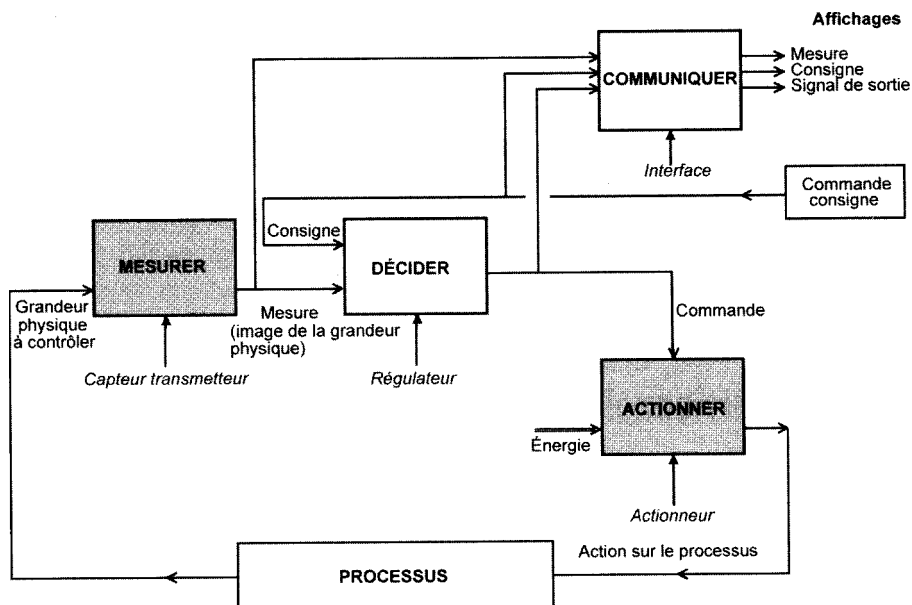 Affichages
Mesure
Consigne
Signal de sortie
COMMUNIQUER
Interface
Commande
consigne
Consigne
MESURER
DÉCIDER
Grandeur
physique
à contrôler
Mesure
(image de la grandeur
physique)
Commande
Capteur transmetteur
Régulateur
ACTIONNER
Énergie
Actionneur
Action sur le processus
PROCESSUS